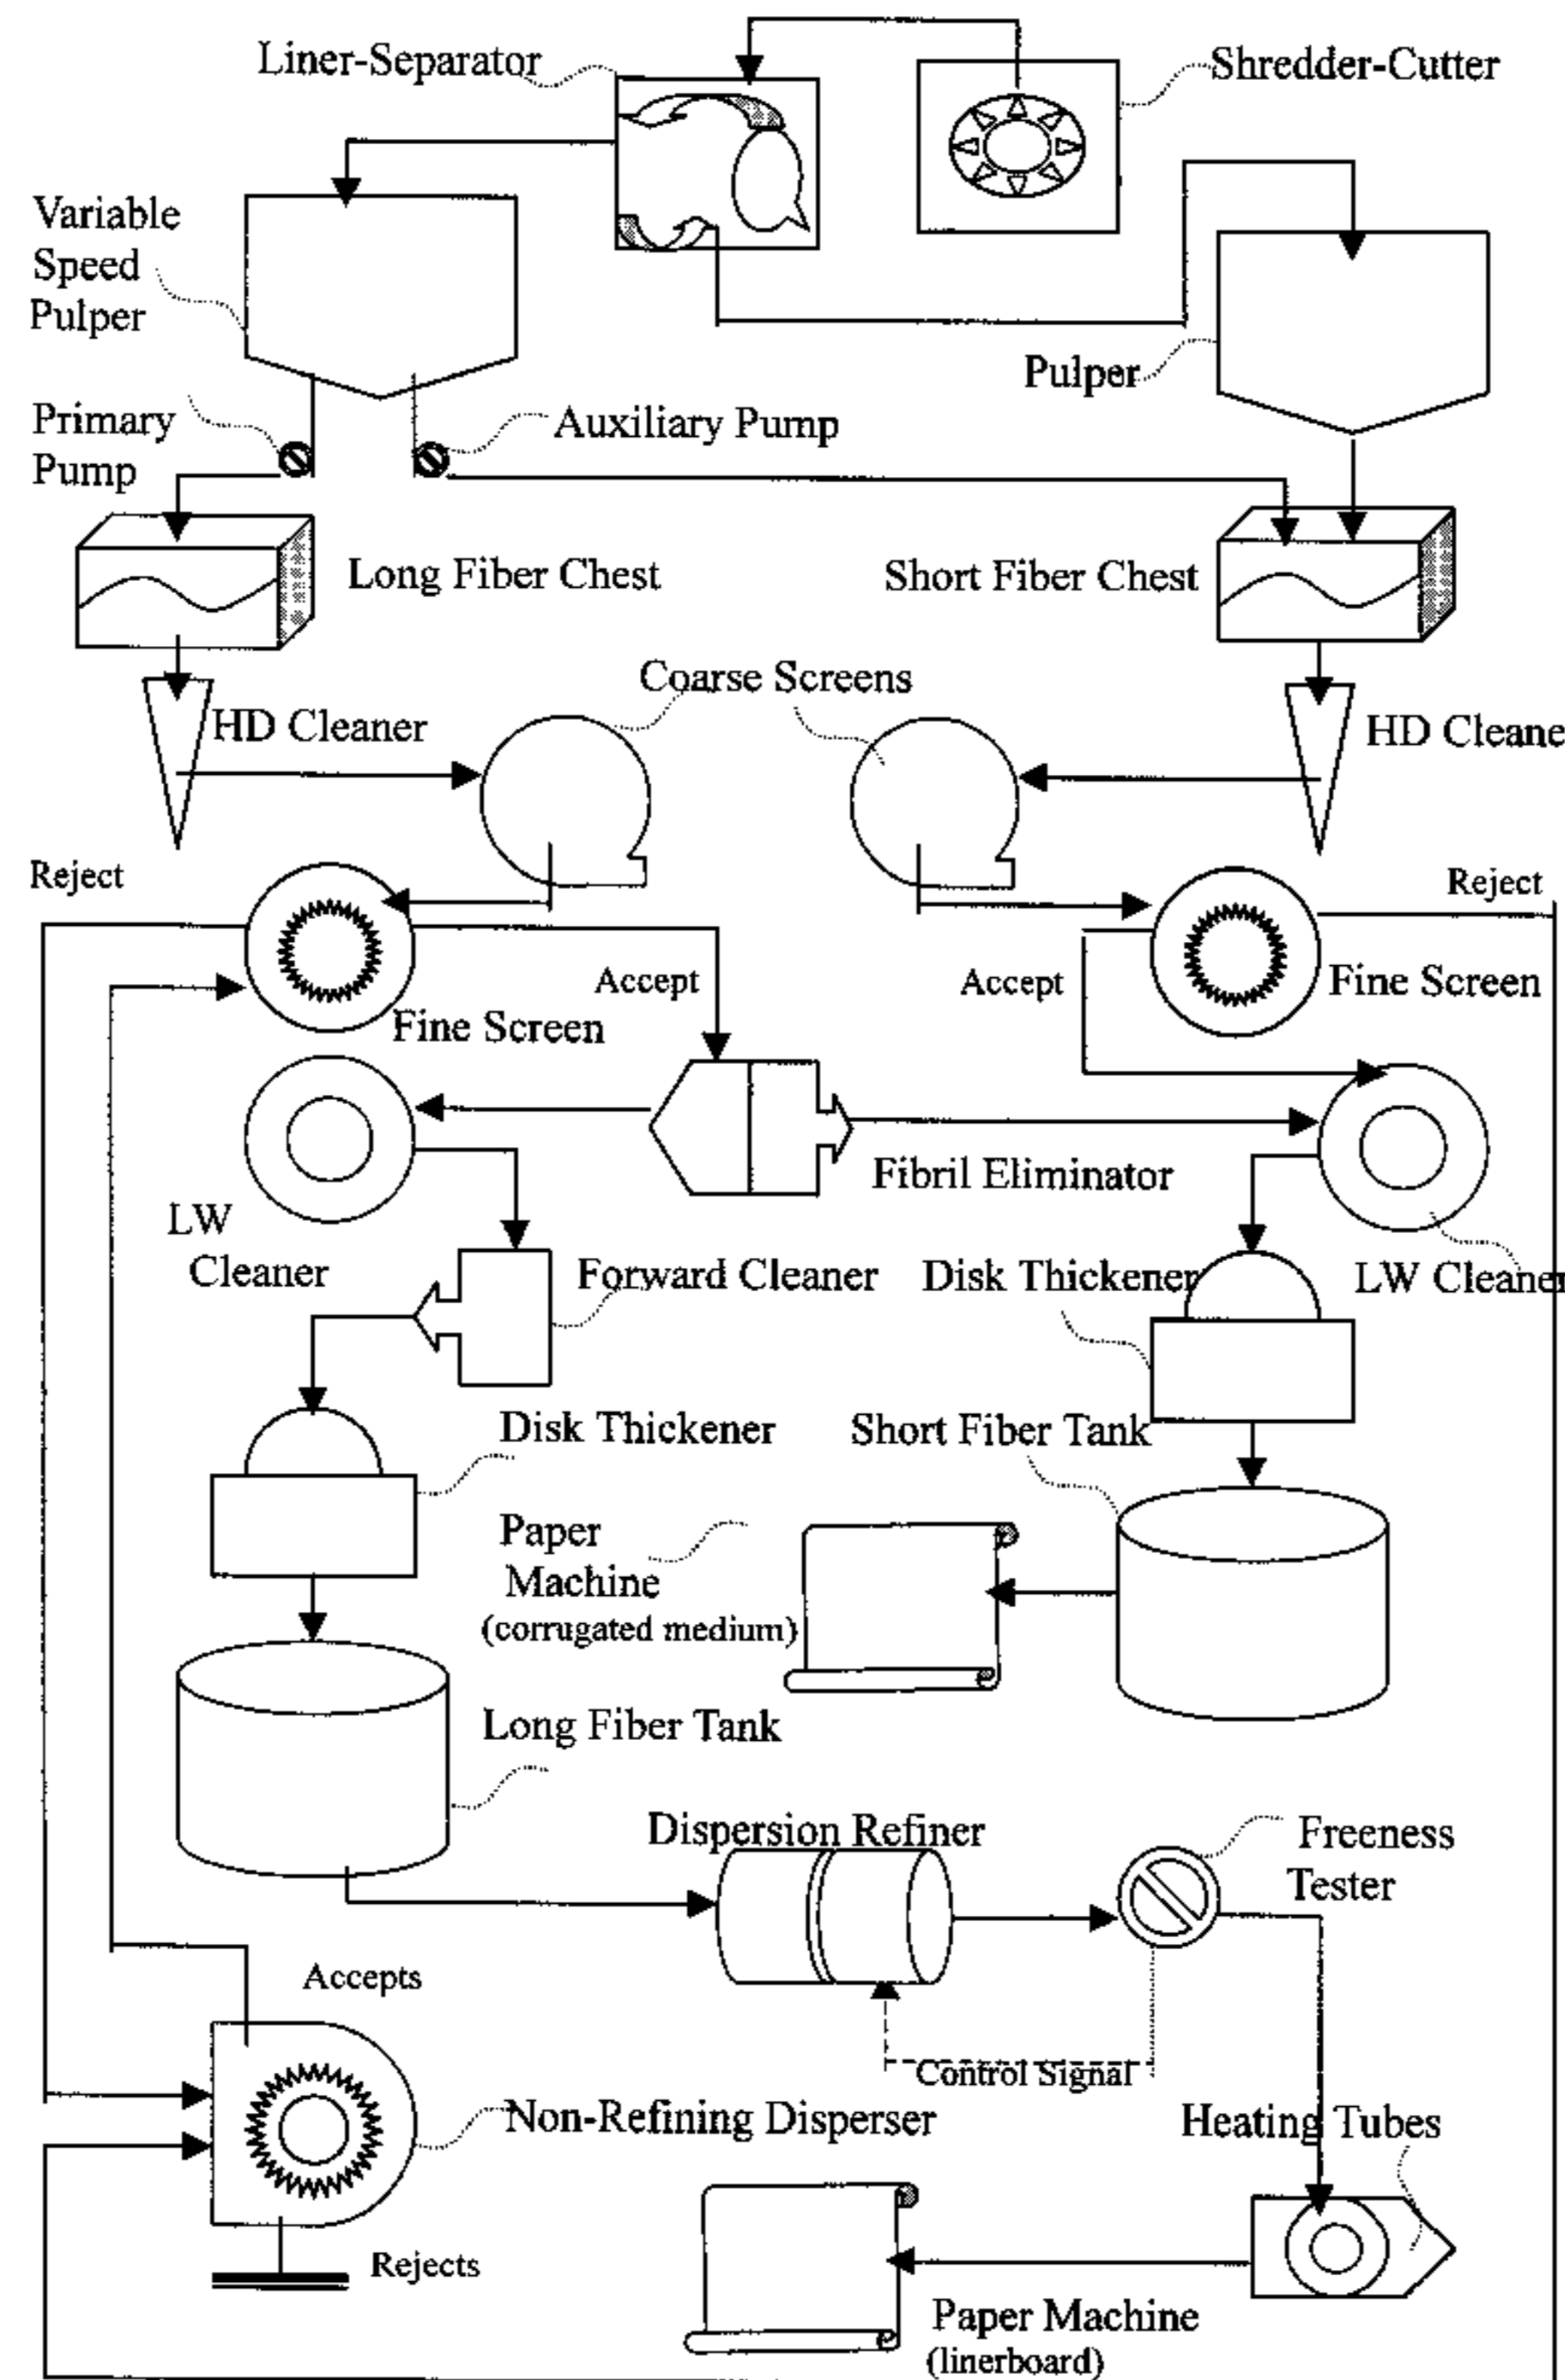 Liner-Separator
Shredder-Cutter
Variable
Speed
Pulper
Pulper
Primary
Pump
Auxiliary Pump
Long Fiber Chest
Short Fiber Chest
Coarse Screens
HD Cleaner
HD Cleane
Reject
Reject
Accept
Accept
Fine Screen
Fine Screen
Fibril Eliminator
LW
Cleaner
Forward Cleaner
Disk Thickener
LW Cleaner
Disk Thickener
Short Fiber Tank
Paper
Machine
(corrugated medium)
Long Fiber Tank
Dispersion Refiner
Freeness
Tester
Accepts
Control Signal
Non-Refining Disperser
Heating Tubes
Rejects
Paper Machine
(linerboard)